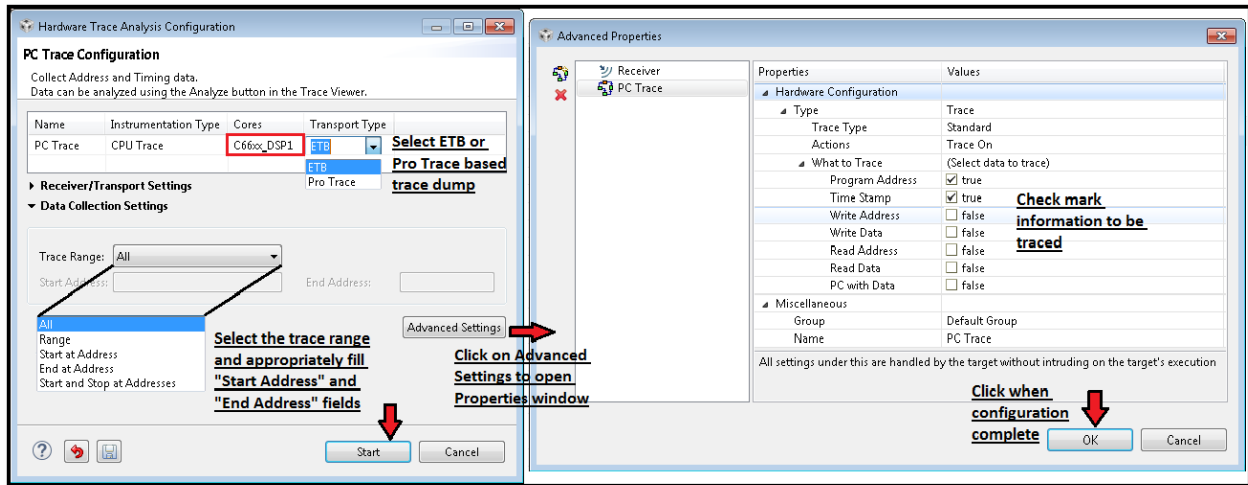 Hardware Trace Analysis Configuration
PC Trace Configuration
Collect Address and Timing data.
Data can be analyzed using the Analyze button in the Trace Viewer.
Name Instrumentation Type Cores Transport Type
PC Trace CPU Trace C66xx_DSP1 ETB
ETB
Pro Trace
Select ETB or
Pro Trace based
trace dump
Receiver/Transport Settings
Data Collection Settings
Trace Range: All
Start Address: End Address:
All
Range
Start at Address
End at Address
Start and Stop at Addresses
Select the trace range
and appropriately fill
"Start Address" and
"End Address" fields
Advanced Settings
Click on Advanced
Settings to open
Properties window
Start Cancel
Advanced Properties
Receiver
PC Trace
Properties Values
Hardware Configuration
Type Trace
Trace Type Standard
Actions Trace On
What to Trace (Select data to trace)
Program Address true
Time Stamp true
Write Address false
Write Data false
Read Address false
Read Data false
PC with Data false
Check mark
information to be
traced
Miscellaneous
Group Default Group
Name PC Trace
All settings under this are handled by the target without intruding on the target's execution
Click when
configuration
complete
OK Cancel